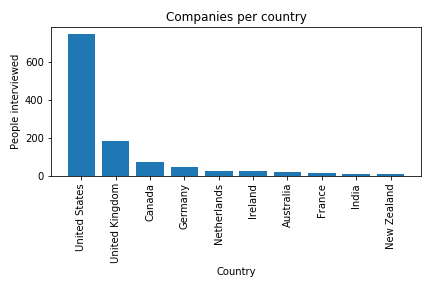 Companies per country
People interviewed
600
400
200
0
United States
United Kingdom
Canada
Germany
Netherlands
Ireland
Australia
France
India
New Zealand
Country